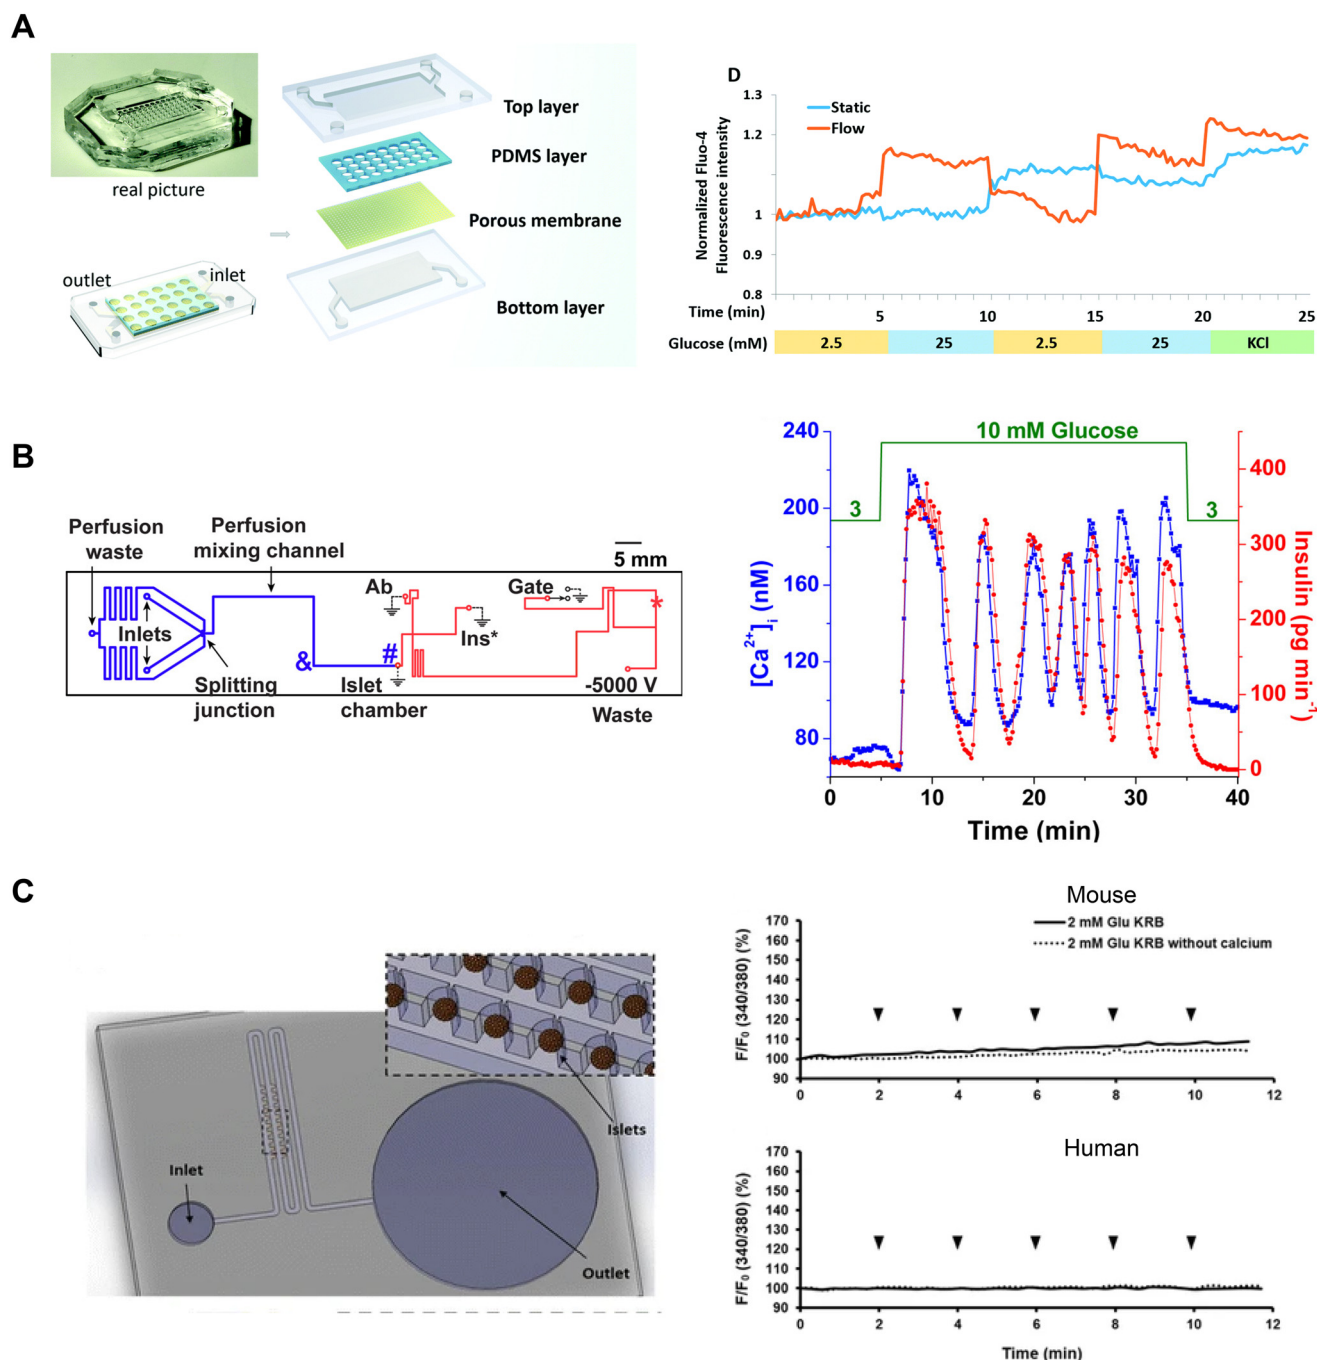 A
real picture
outlet
inlet
Top layer
PDMS layer
Porous membrane
Bottom layer
D
Normalized Fluo-4
Fluorescence intensity
1.3
1.2
1.1
1
0.9
0.8
Static
Flow
Time (min)
5
10
15
20
25
Glucose (mM)
2.5
25
2.5
25
KCl
B
Perfusion
waste
Perfusion
mixing channel
Inlets
Splitting
junction
&
#
Islet
chamber
Ab
Ins*
Gate
5 mm
*
-5000 V
Waste
10 mM Glucose
3
3
[Ca²⁺]ᵢ (nM)
240
200
160
120
80
Insulin (pg min⁻¹)
400
300
200
100
0
0
10
20
30
40
Time (min)
C
Inlet
Islets
Outlet
Mouse
2 mM Glu KRB
2 mM Glu KRB without calcium
F/F₀ (340/380) (%)
170
160
150
140
130
120
110
100
90
0
2
4
6
8
10
12
Human
F/F₀ (340/380) (%)
170
160
150
140
130
120
110
100
90
0
2
4
6
8
10
12
Time (min)